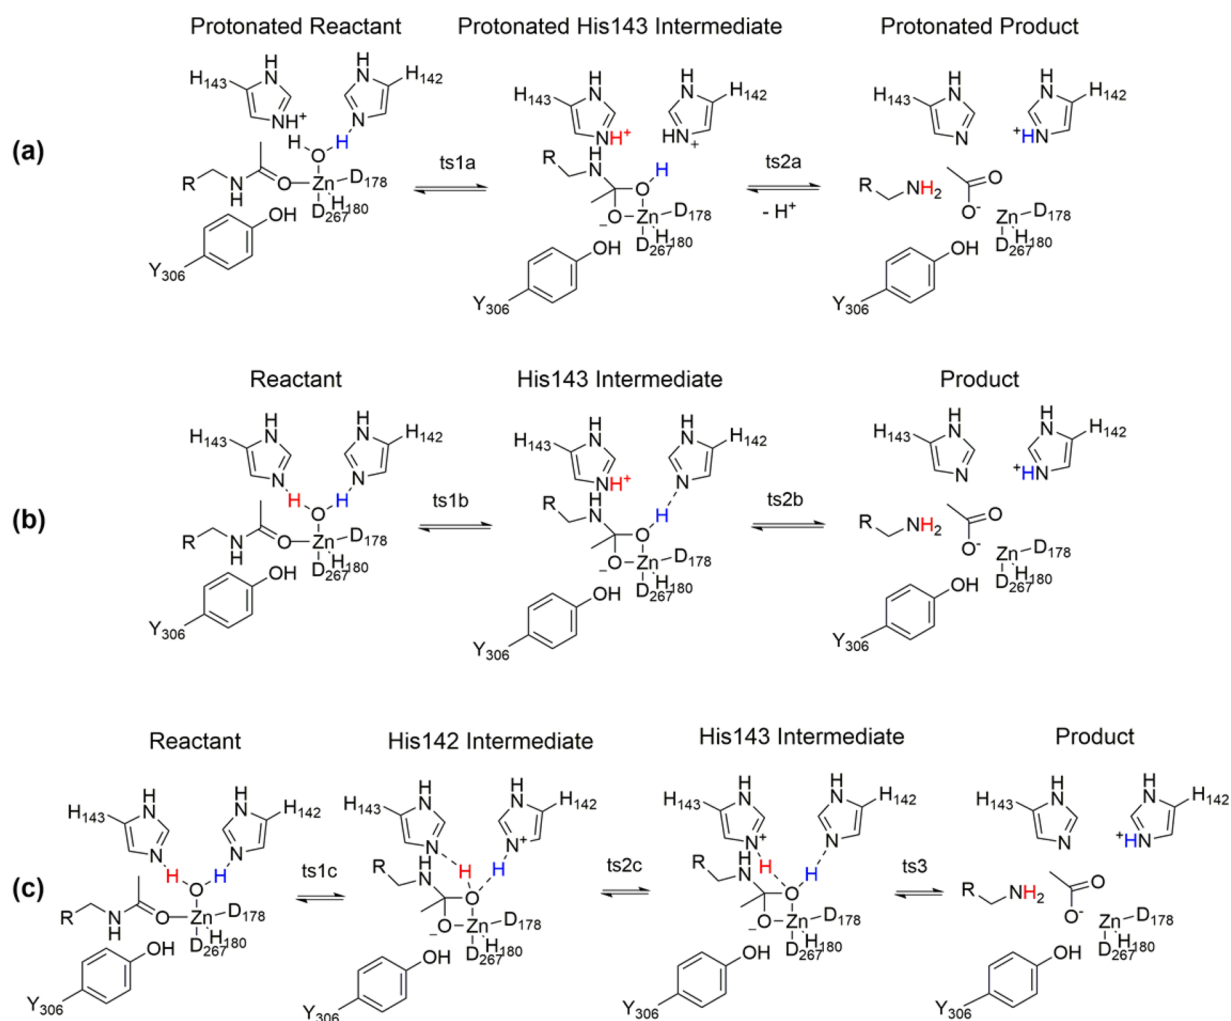 Protonated Reactant Protonated His143 Intermediate Protonated Product
(a)
H143 H N NH+ H N N H142
H O H
R N H O Zn D178 D267 H180
OH
Y306
ts1a
H143 H N NH+ H N NH + H142
R H N H
O O − Zn D178 D267 H180
OH
Y306
ts2a
- H+
H143 H N N H N +HN H142
R NH2 O O-
Zn D178 D267 H180
OH
Y306
Reactant His143 Intermediate Product
(b)
H143 H N N H N N H142
H O H
R N H O Zn D178 D267 H180
OH
Y306
ts1b
H143 H N NH+ H N N H142
R H N H
O O − Zn D178 D267 H180
OH
Y306
ts2b
H143 H N N H N +HN H142
R NH2 O O-
Zn D178 D267 H180
OH
Y306
Reactant His142 Intermediate His143 Intermediate Product
(c)
H143 H N N H N N H142
H O H
R N H O Zn D178 D267 H180
OH
Y306
ts1c
H143 H N N H N N+ H142
R H N H H
O O − Zn D178 D267 H180
OH
Y306
ts2c
H143 H N N+ H N N H142
R H N H H
O O − Zn D178 D267 H180
OH
Y306
ts3
H143 H N N H N +HN H142
R NH2 O O-
Zn D178 D267 H180
OH
Y306